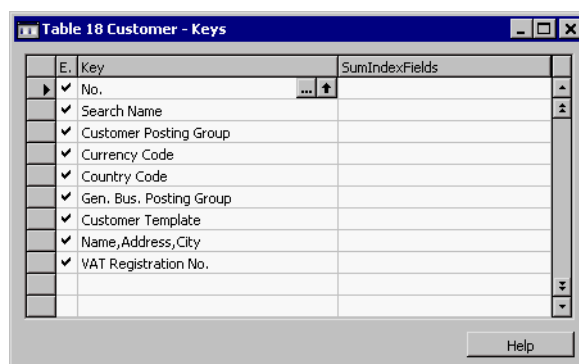 Table 18 Customer - Keys
E. Key SumIndexFields
No.
Search Name
Customer Posting Group
Currency Code
Country Code
Gen. Bus. Posting Group
Customer Template
Name,Address,City
VAT Registration No.
Help